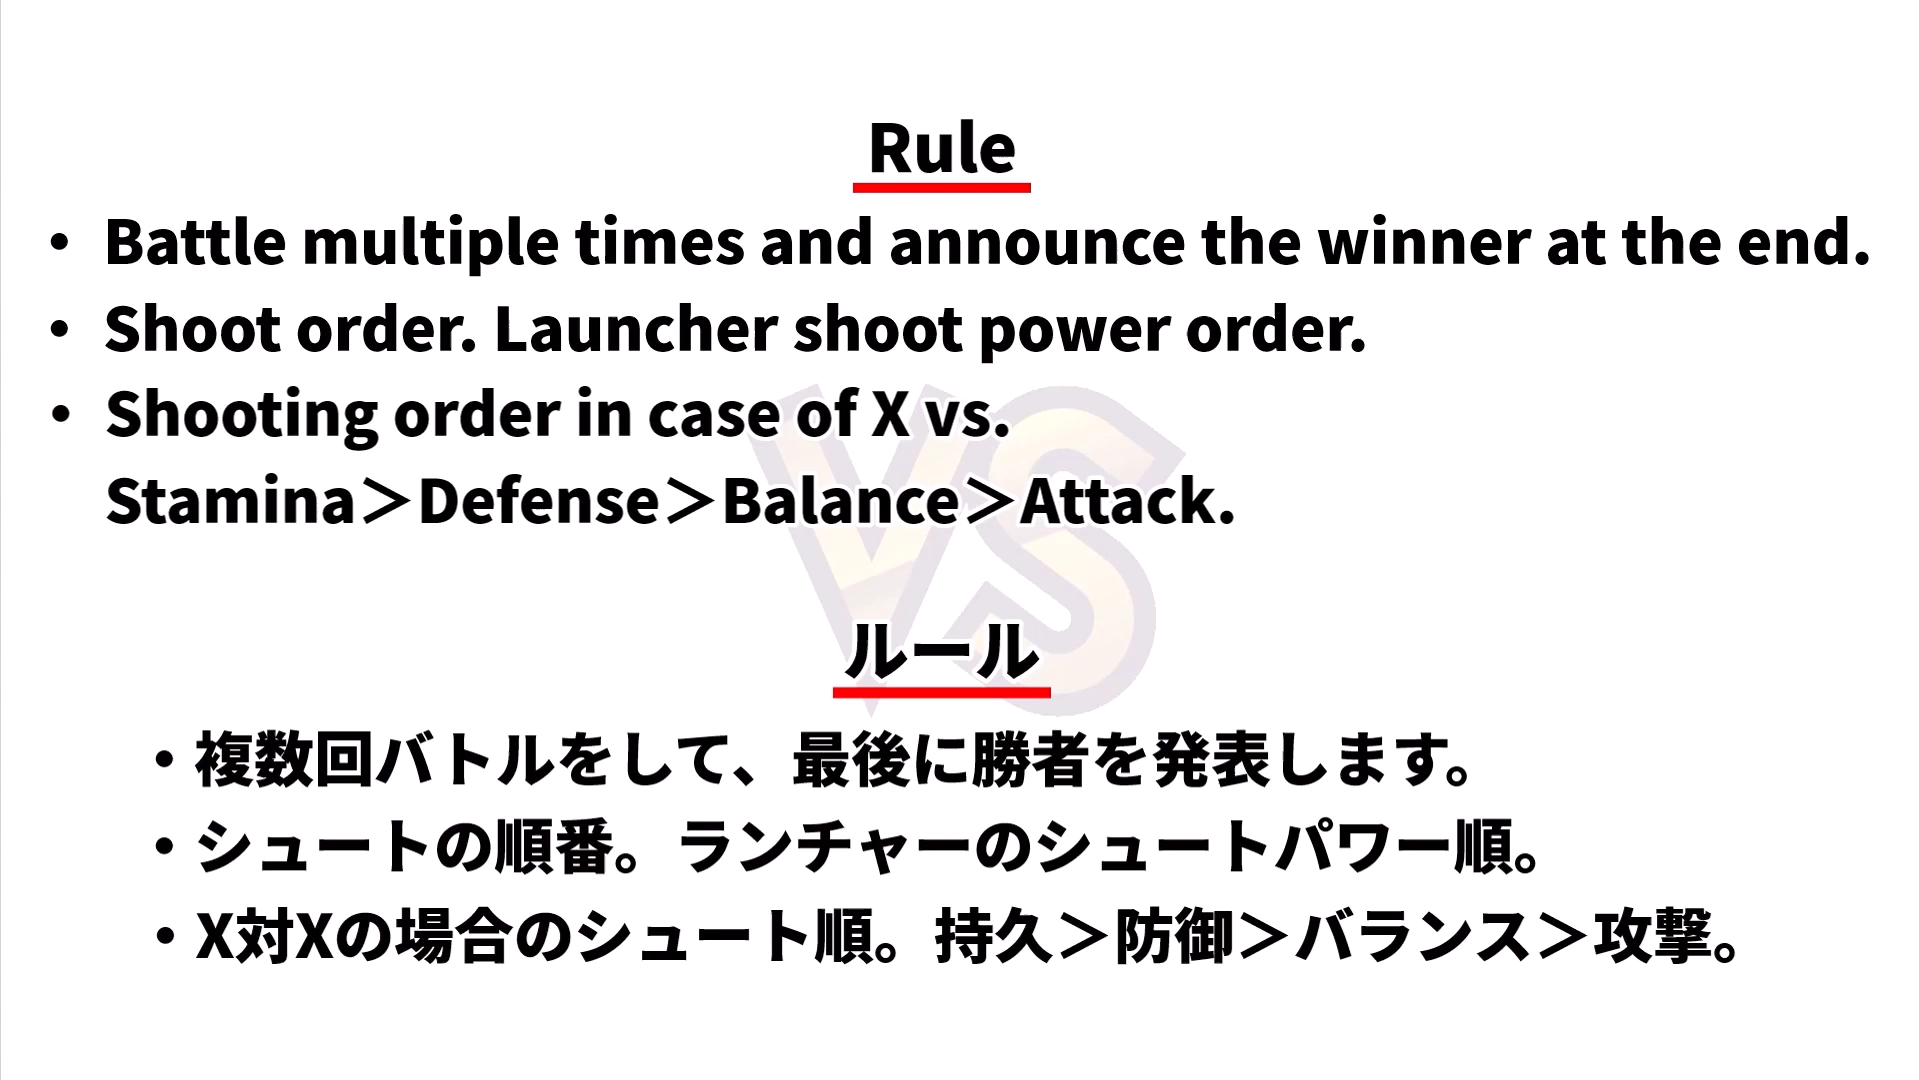 Rule
・ Battle multiple times and announce the winner at the end.
・ Shoot order. Launcher shoot power order.
・ Shooting order in case of X vs.
Stamina＞Defense＞Balance＞Attack.
VS
ルール
・複数回バトルをして、最後に勝者を発表します。
・シュートの順番。ランチャーのシュートパワー順。
・X対Xの場合のシュート順。持久＞防御＞バランス＞攻撃。